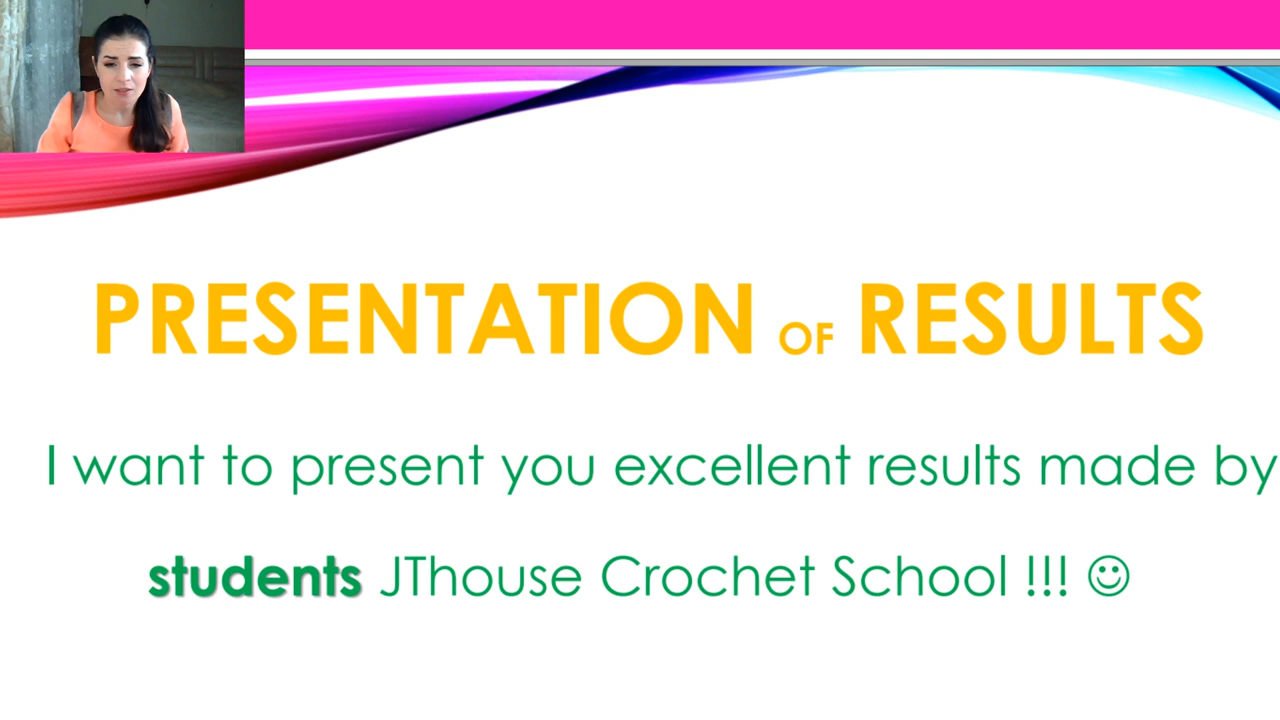 PRESENTATION OF RESULTS
I want to present you excellent results made by
students JThouse Crochet School !!! ☺